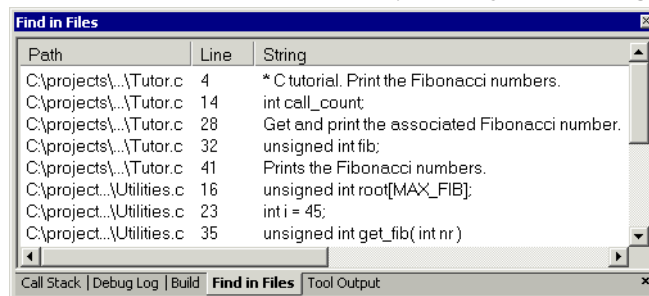 Find in Files
Path Line String
C:\projects\...\Tutor.c 4 * C tutorial. Print the Fibonacci numbers.
C:\projects\...\Tutor.c 14 int call_count;
C:\projects\...\Tutor.c 28 Get and print the associated Fibonacci number.
C:\projects\...\Tutor.c 32 unsigned int fib;
C:\projects\...\Tutor.c 41 Prints the Fibonacci numbers.
C:\project...\Utilities.c 16 unsigned int root[MAX_FIB];
C:\project...\Utilities.c 23 int i = 45;
C:\project...\Utilities.c 35 unsigned int get_fib( int nr )
Call Stack | Debug Log | Build Find in Files Tool Output